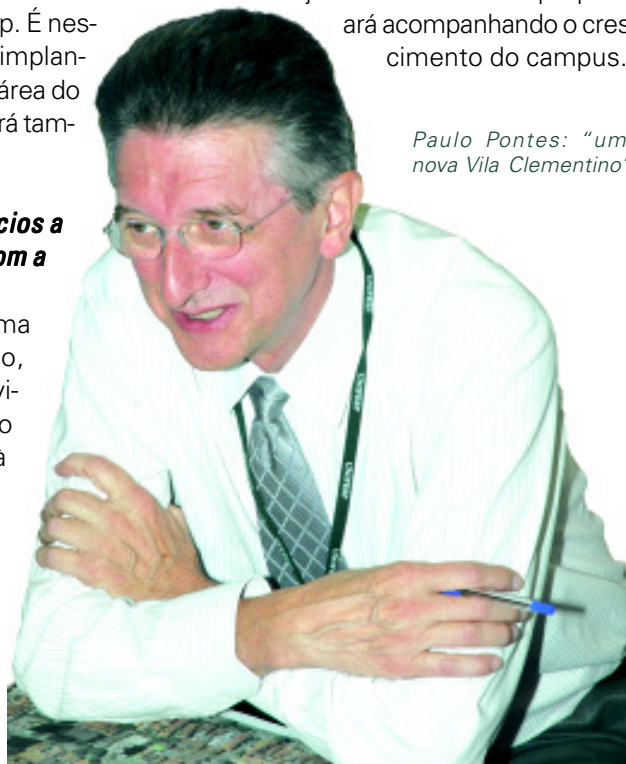 p. É nes-
implan-
área do
rá tam-
cios a
om a
ma
o,
vi-
o
à
ará acompanhando o cres
cimento do campus.
Paulo Pontes: “um
nova Vila Clementino”